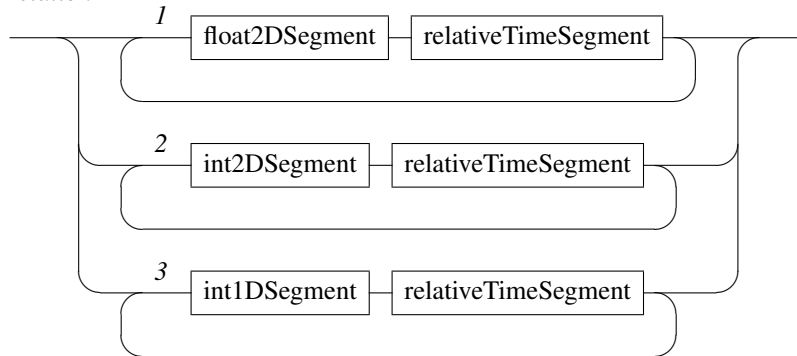 1
float2DSegment relativeTimeSegment
2
int2DSegment relativeTimeSegment
3
int1DSegment relativeTimeSegment